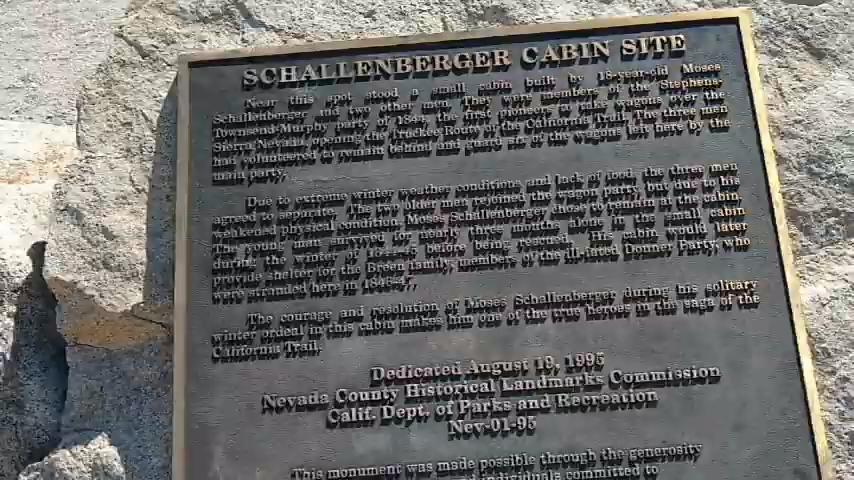 SCHALLENBERGER CABIN SITE
Near this spot stood a small cabin built by 18-year-old Moses
Schallenberger and two other men. They were members of the Stephens-
Townsend-Murphy party of 1844, the first pioneers to take wagons over the
Sierra Nevada, opening the Truckee Route of the California Trail. The three men
had volunteered to remain behind and guard six of the wagons left here by the
main party.
Due to extreme winter weather conditions and lack of food, the three men
agreed to separate. The two older men rejoined the wagon party, but due to his
weakened physical condition, Moses Schallenberger had to remain at the cabin.
The young man survived for nearly three months alone in the small cabin
during the winter of 1844-45 before being rescued. His cabin would later
provide shelter for the Breen family, members of the ill-fated Donner Party, who
were stranded here in 1846-47.
The courage and resolution of Moses Schallenberger during his solitary
winter ordeal in this cabin makes him one of the true heroes in the saga of the
California Trail.
Dedicated August 19, 1995
Nevada County Historical Landmarks Commission
Calif. Dept. of Parks and Recreation
Nev-01-95
This monument was made possible through the generosity
individuals committed to